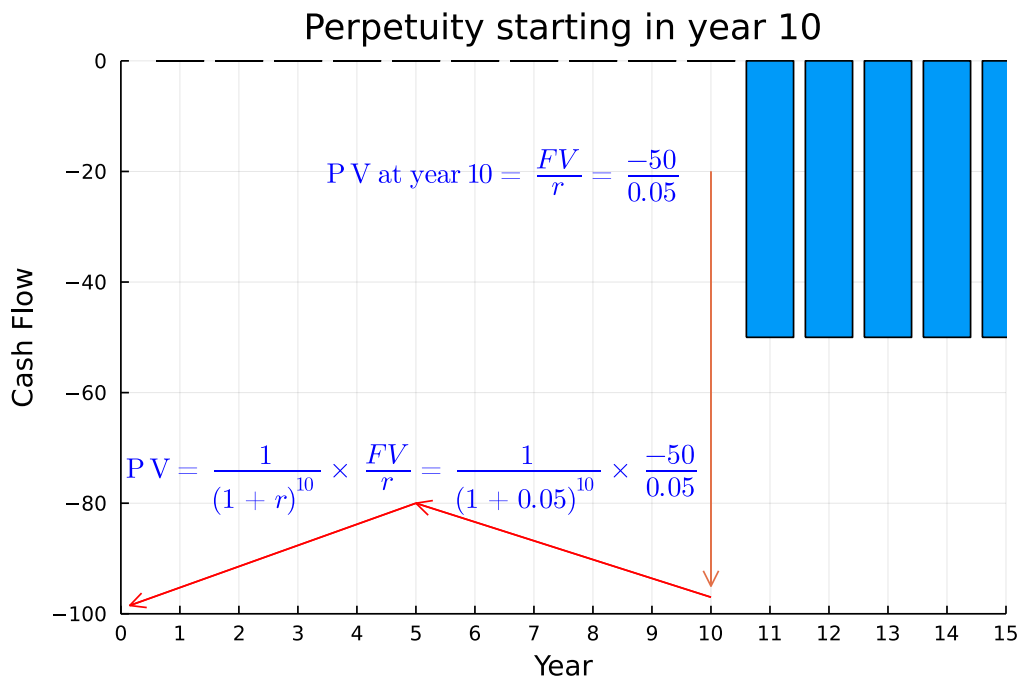 Perpetuity starting in year 10
0
−20
−40
−60
−80
−100
Cash Flow
PV at year 10 = FV/r = −50/0.05
PV = 1/(1 + r)^10 × FV/r = 1/(1 + 0.05)^10 × −50/0.05
0 1 2 3 4 5 6 7 8 9 10 11 12 13 14 15
Year